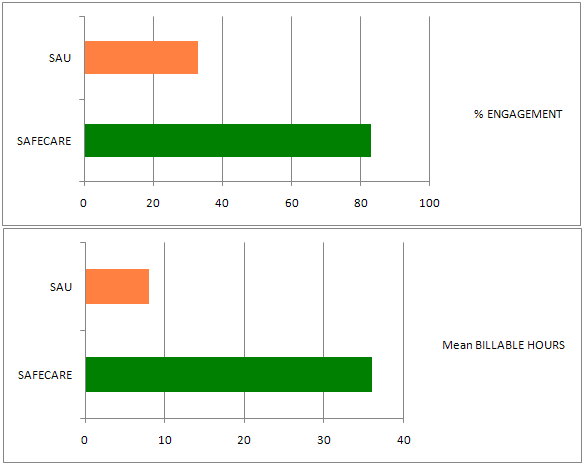 SAU
% ENGAGEMENT
SAFECARE
0 20 40 60 80 100
SAU
Mean BILLABLE HOURS
SAFECARE
0 10 20 30 40